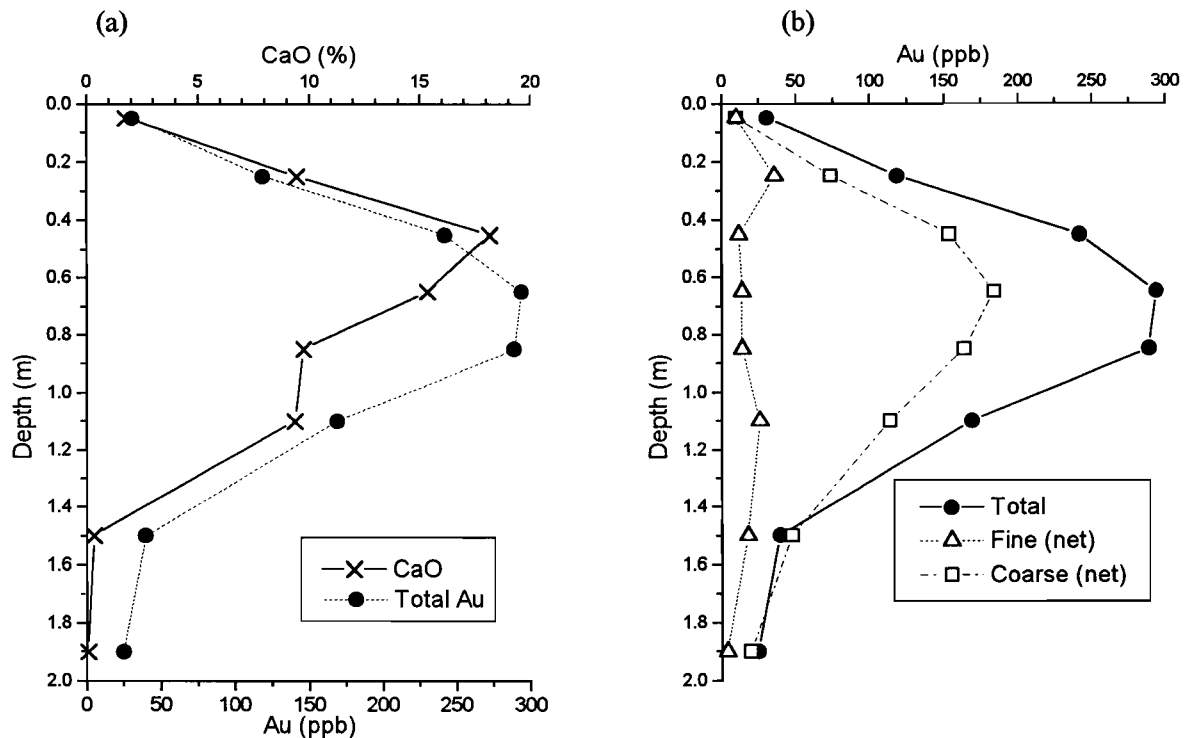 (a)
CaO (%)
0 5 10 15 20
0.0
0.2
0.4
0.6
0.8
1.0
1.2
1.4
1.6
1.8
2.0
Depth (m)
CaO
Total Au
0 50 100 150 200 250 300
Au (ppb)
(b)
Au (ppb)
0 50 100 150 200 250 300
0.0
0.2
0.4
0.6
0.8
1.0
1.2
1.4
1.6
1.8
2.0
Depth (m)
Total
Fine (net)
Coarse (net)